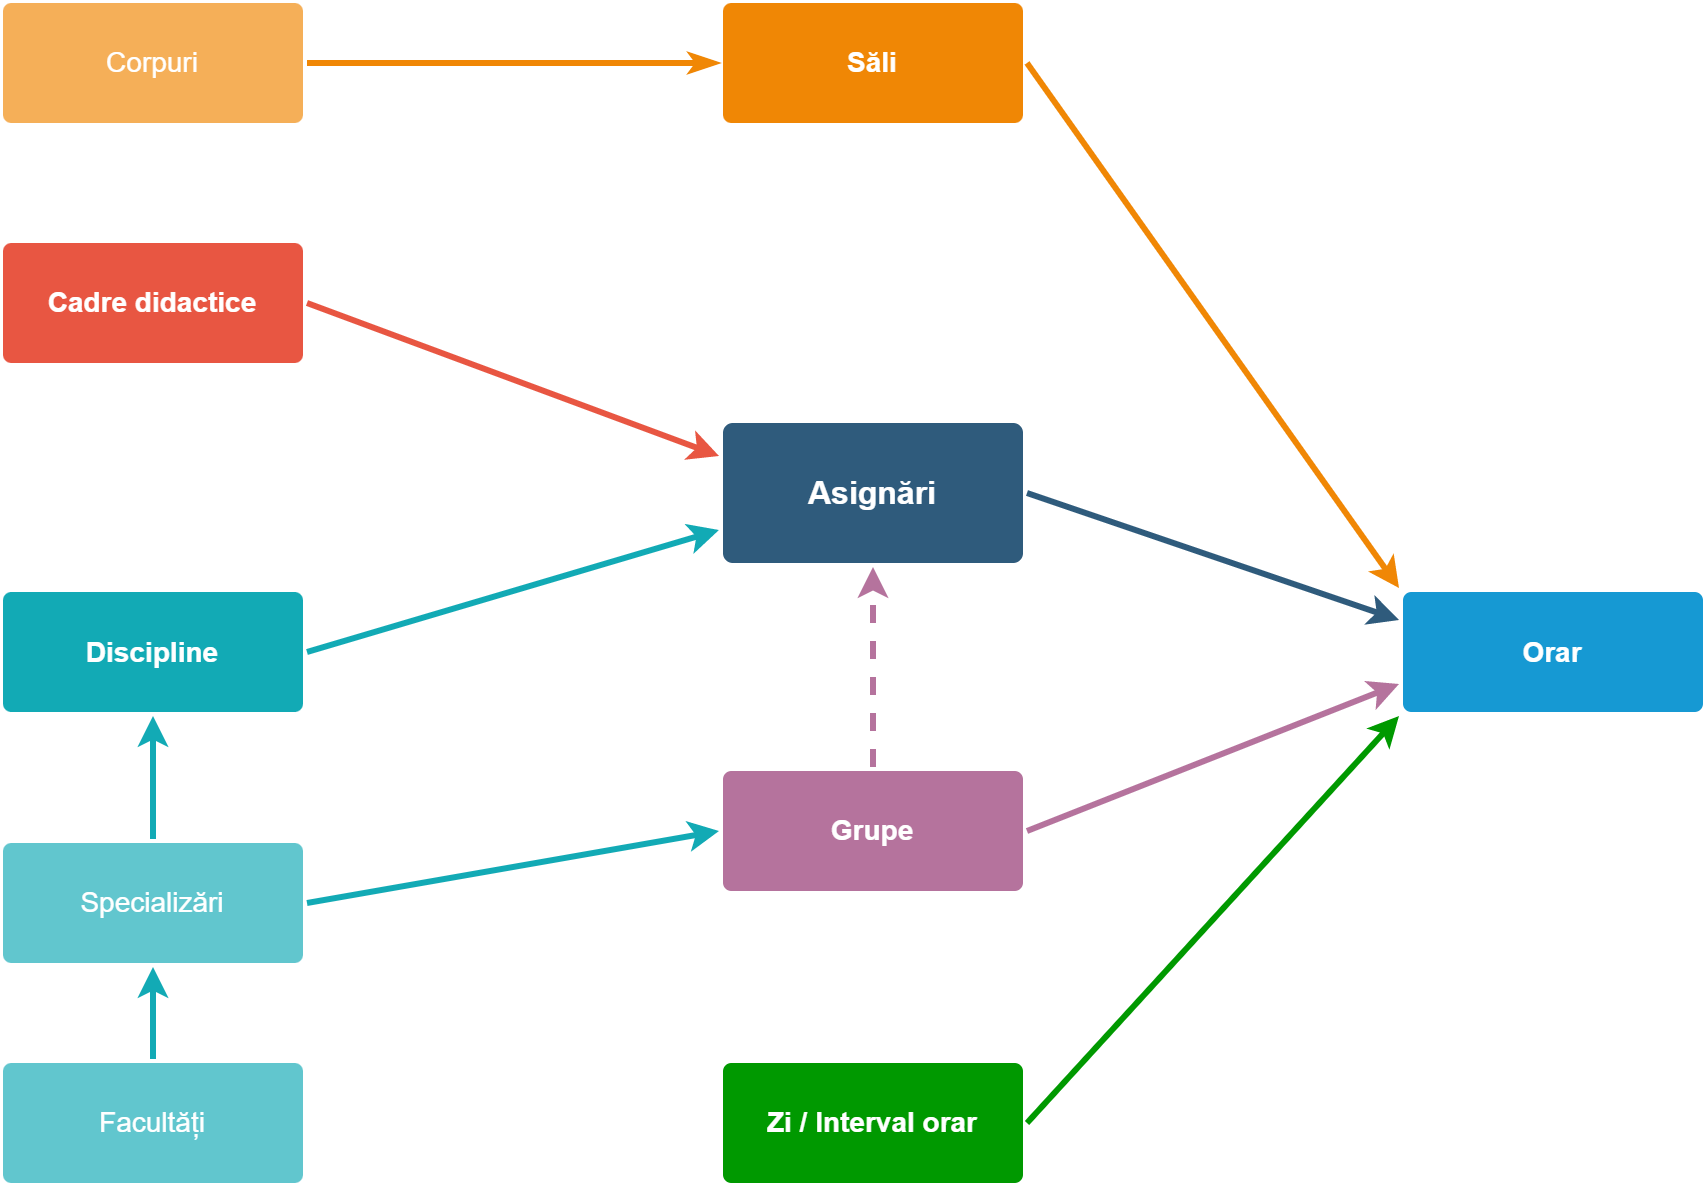 Corpuri
Săli
Cadre didactice
Asignări
Discipline
Orar
Grupe
Specializări
Facultăți
Zi / Interval orar